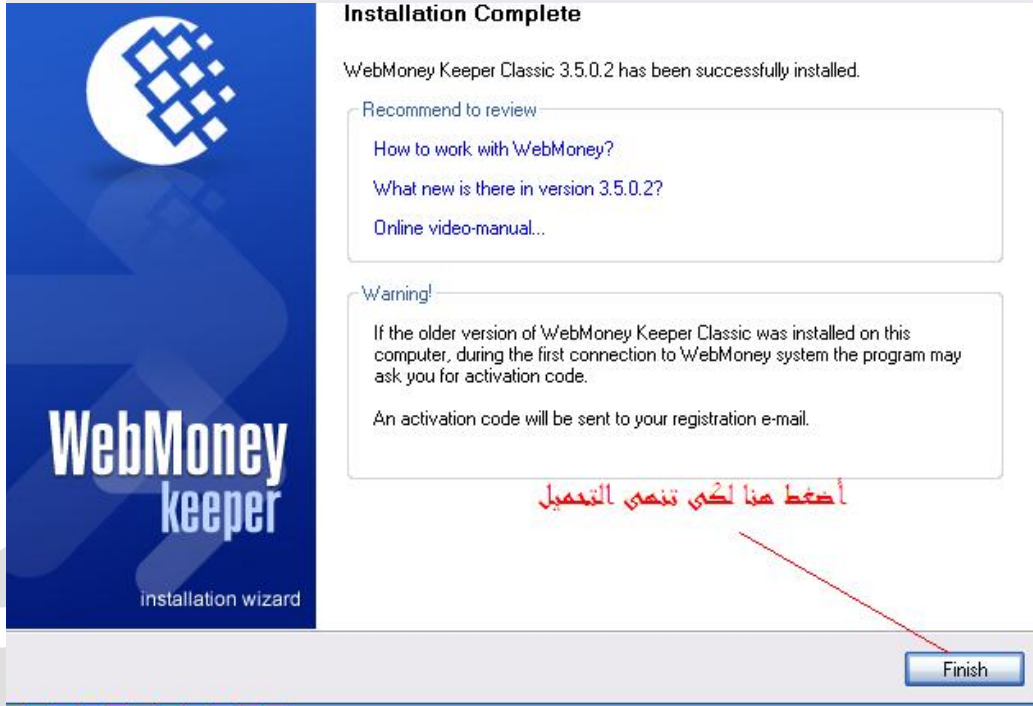 Installation Complete
WebMoney Keeper Classic 3.5.0.2 has been successfully installed.
Recommend to review
How to work with WebMoney?
What new is there in version 3.5.0.2?
Online video-manual...
Warning!
If the older version of WebMoney Keeper Classic was installed on this
computer, during the first connection to WebMoney system the program may
ask you for activation code.
An activation code will be sent to your registration e-mail.
WebMoney
keeper
أضغط هنا لكى تنهى التحميل
installation wizard
Finish